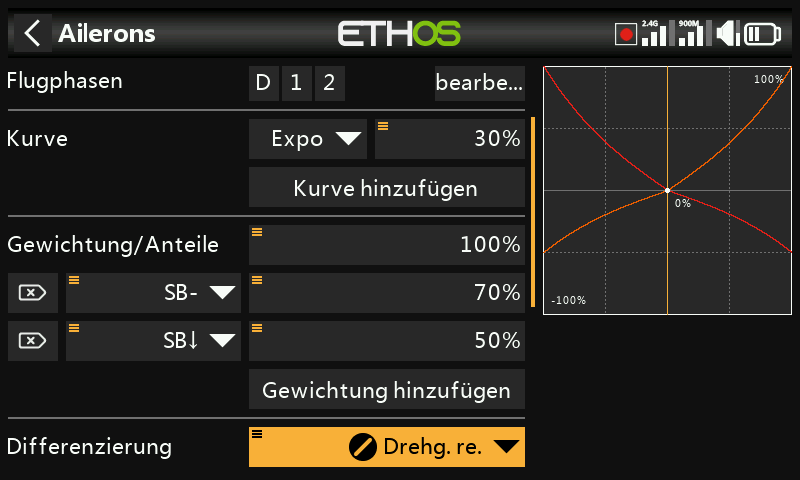 Ailerons
ETHOS
2.4G
900M
Flugphasen
D
1
2
bearbe...
Kurve
Expo
30%
Kurve hinzufügen
Gewichtung/Anteile
100%
SB-
70%
SB↓
50%
Gewichtung hinzufügen
Differenzierung
Drehg. re.
100%
0%
-100%